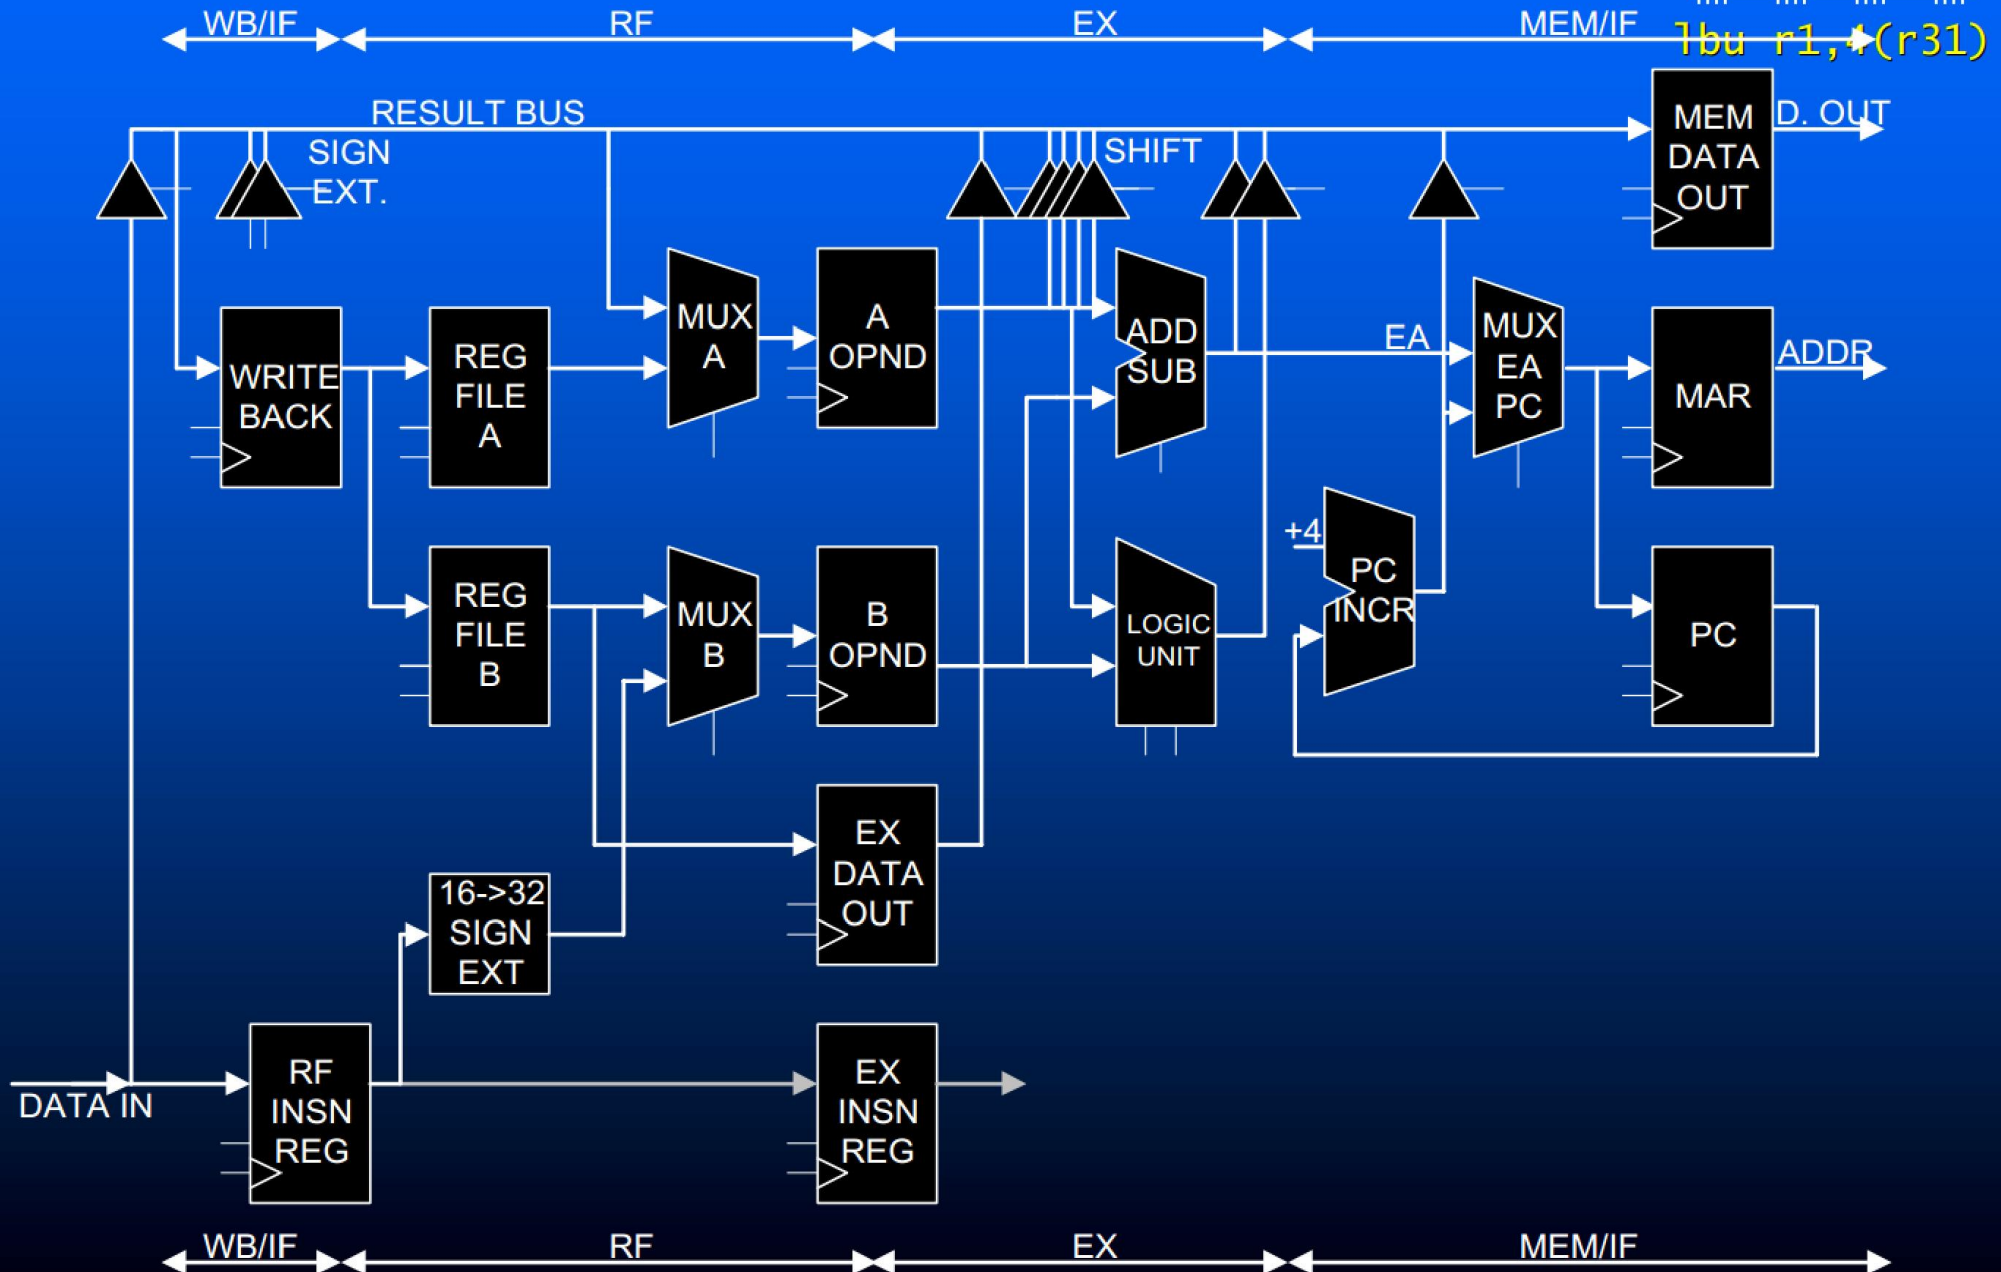 WB/IF RF EX MEM/IF
lbu r1,4(r31)
RESULT BUS
SIGN
EXT.
SHIFT
MEM
DATA
OUT
D. OUT
WRITE
BACK
REG
FILE
A
MUX
A
A
OPND
ADD
SUB
EA
MUX
EA
PC
MAR
ADDR
REG
FILE
B
MUX
B
B
OPND
LOGIC
UNIT
+4
PC
INCR
PC
EX
DATA
OUT
16->32
SIGN
EXT
DATA IN
RF
INSN
REG
EX
INSN
REG
WB/IF RF EX MEM/IF